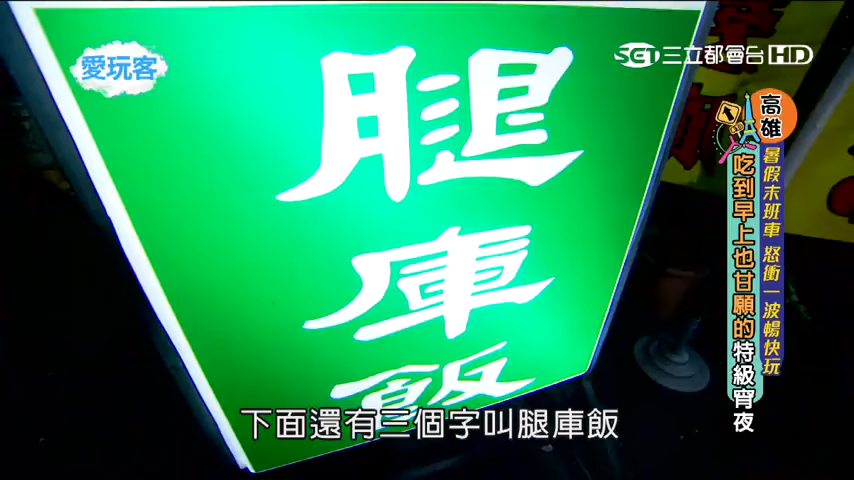 愛玩客
SET三立都會台HD
腿
庫
飯
高雄
暑假末班車 怒衝一波暢快玩
吃到早上也甘願的特級宵夜
下面還有三個字叫腿庫飯